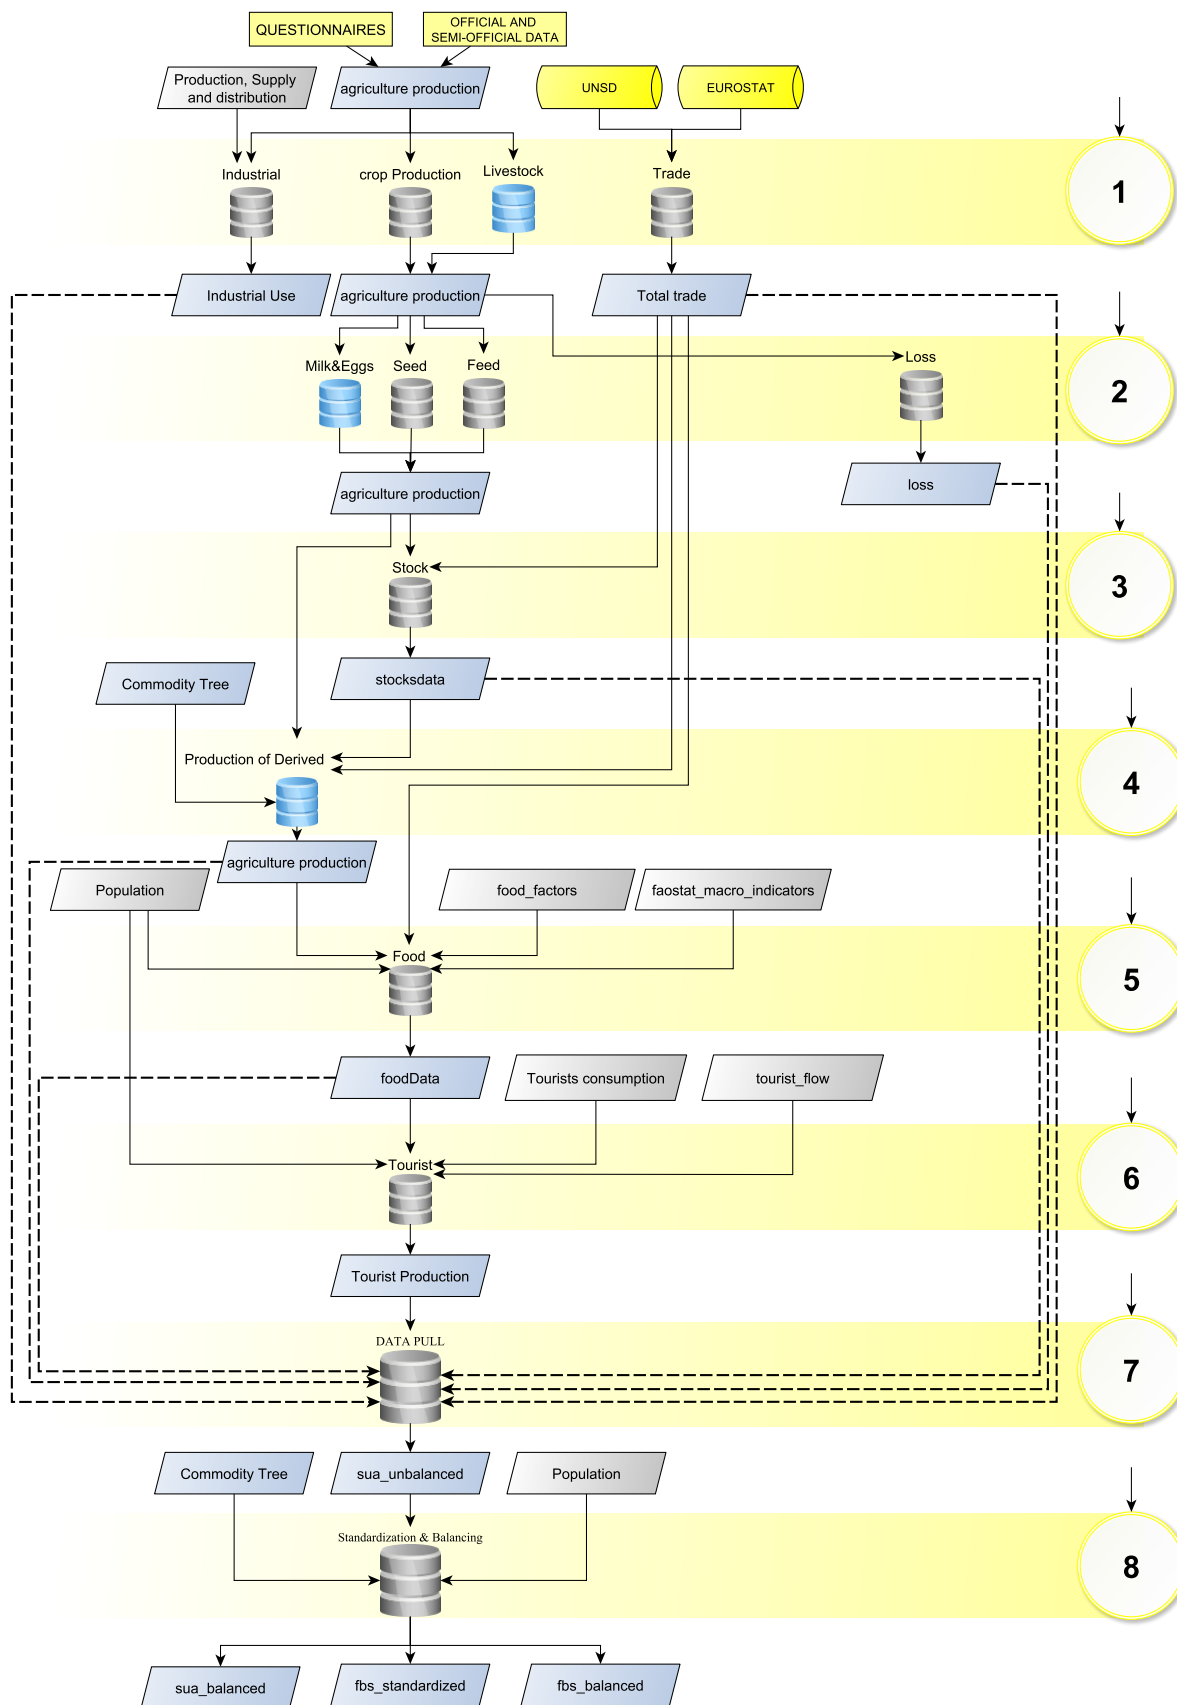 QUESTIONNAIRES
OFFICIAL AND
SEMI-OFFICIAL DATA
Production, Supply
and distribution
agriculture production
UNSD
EUROSTAT
Industrial
crop Production
Livestock
Trade
1
Industrial Use
agriculture production
Total trade
Milk&Eggs
Seed
Feed
Loss
2
agriculture production
loss
Stock
3
stocksdata
Commodity Tree
Production of Derived
4
agriculture production
Population
food_factors
faostat_macro_indicators
Food
5
foodData
Tourists consumption
tourist_flow
Tourist
6
Tourist Production
DATA PULL
7
Commodity Tree
sua_unbalanced
Population
Standardization & Balancing
8
sua_balanced
fbs_standardized
fbs_balanced